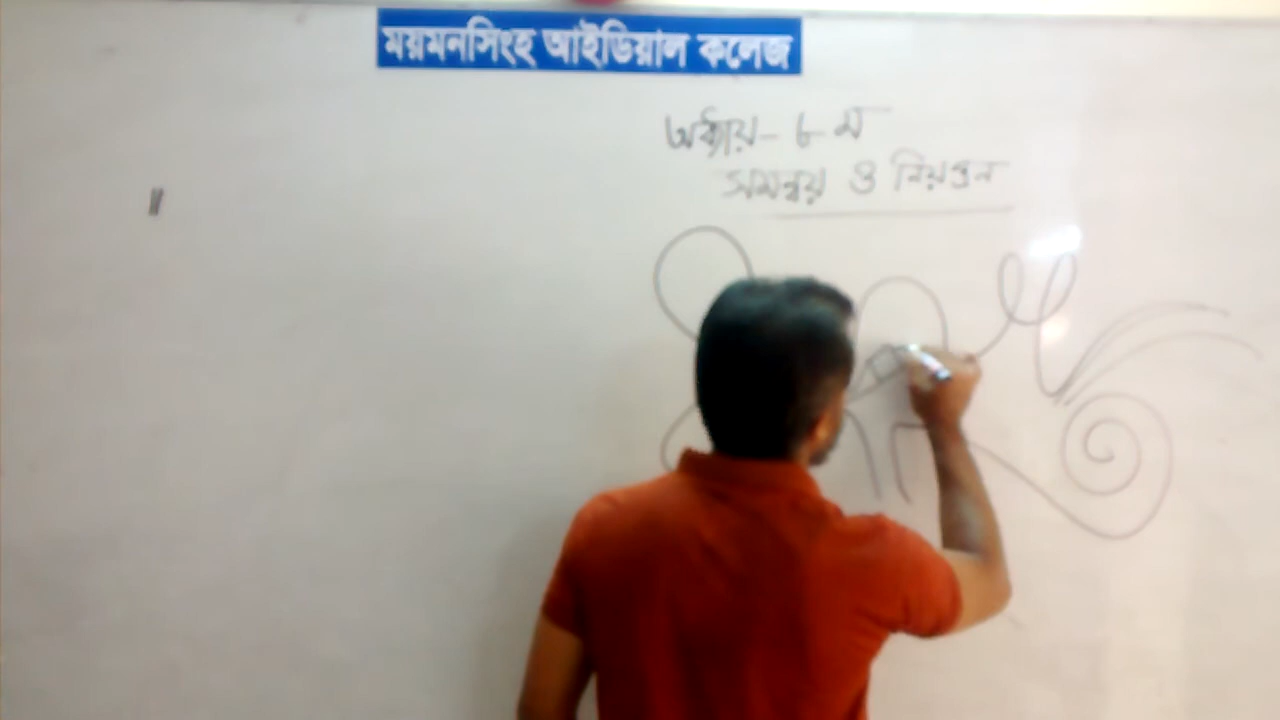 ময়মনসিংহ আইডিয়াল কলেজ
অধ্যায় - ৮ম
সমন্বয় ও নিয়ন্ত্রন